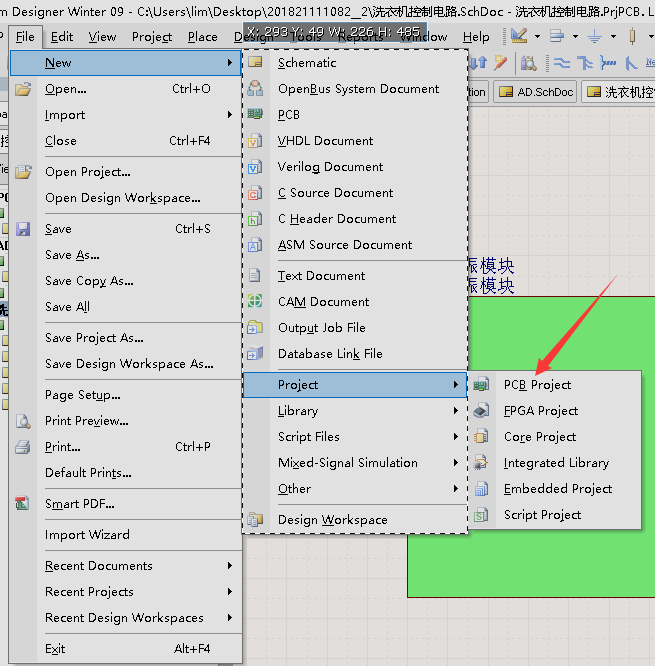 m Designer Winter 09 - C:\Users\lim\Desktop\201821111082__2\洗衣机控制电路.SchDoc - 洗衣机控制电路.PrjPCB. L
File Edit View Project Place Design Tools Reports Window Help
X: 293 Y: 49 W: 226 H: 485
AD.SchDoc
洗衣机控
New
Open... Ctrl+O
Import
Close Ctrl+F4
Open Project...
Open Design Workspace...
Save Ctrl+S
Save As...
Save Copy As...
Save All
Save Project As...
Save Design Workspace As...
Page Setup...
Print Preview...
Print... Ctrl+P
Default Prints...
Smart PDF...
Import Wizard
Recent Documents
Recent Projects
Recent Design Workspaces
Exit Alt+F4
Schematic
OpenBus System Document
PCB
VHDL Document
Verilog Document
C Source Document
C Header Document
ASM Source Document
Text Document
CAM Document
Output Job File
Database Link File
Project
Library
Script Files
Mixed-Signal Simulation
Other
Design Workspace
模块
模块
PCB Project
FPGA Project
Core Project
Integrated Library
Embedded Project
Script Project